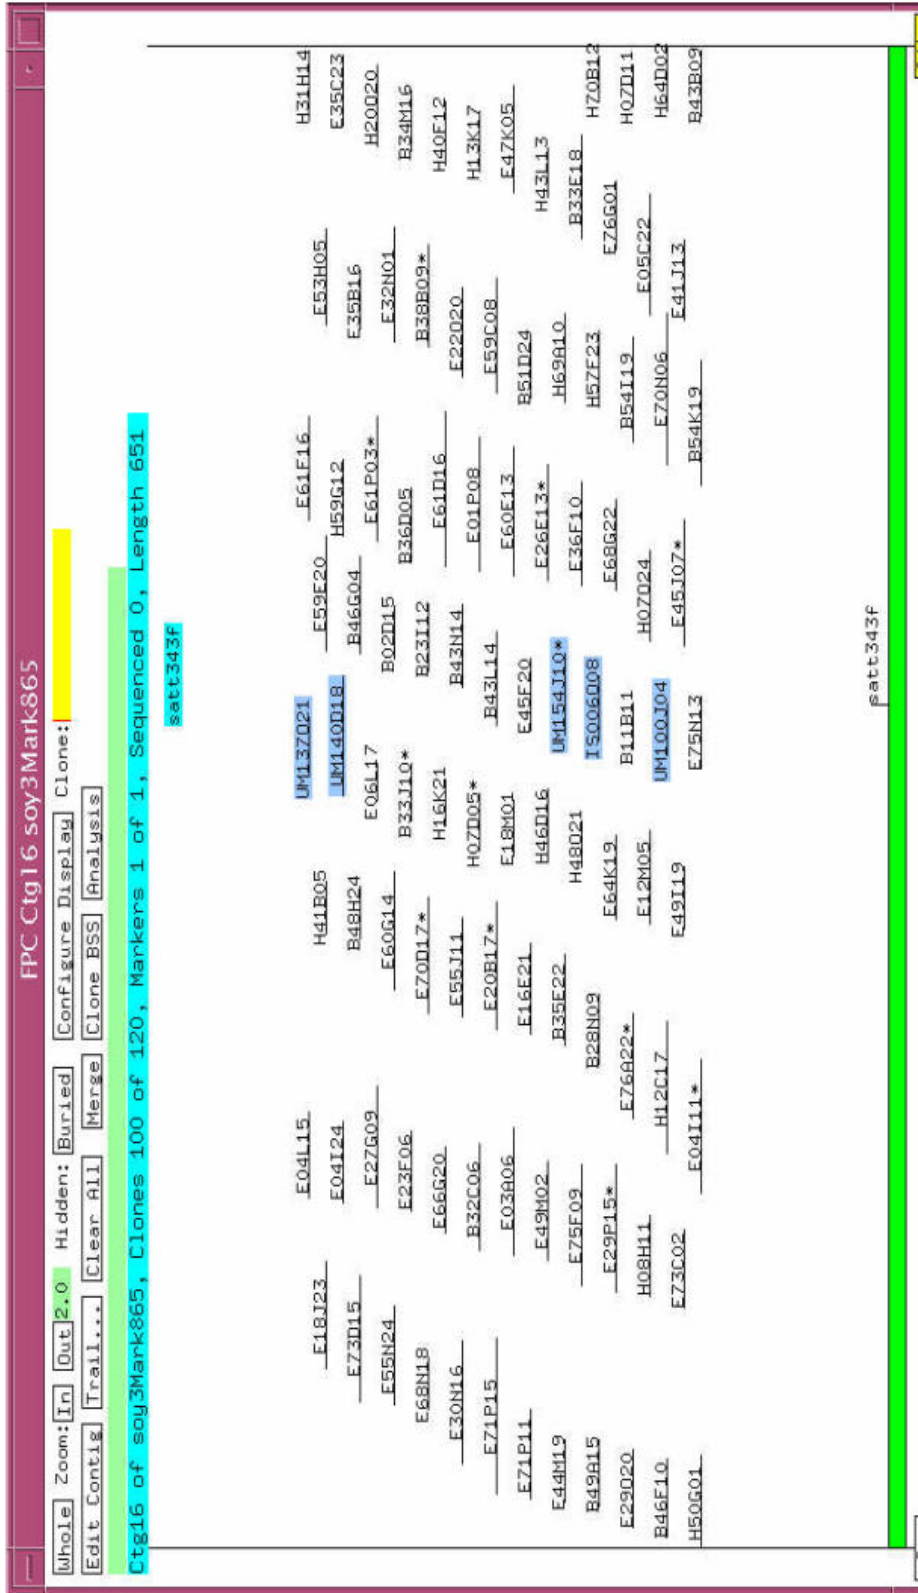 FPC Ctg16 soy3Mark865
Whole Zoom: In Out 2.0 Hidden: Buried Configure Display Clone:
Edit Contig Trail... Clear All Merge Clone BSS Analysis
Ctg16 of soy3Mark865, Clones 100 of 120, Markers 1 of 1, Sequenced 0, Length 651
satt343f
E04L15 UM137O21 E61F16 H31H14
E18J23 H41B05 E59E20 E53H05
E04I24 UM140D18 H59G12 E35C23
E73D15 B48H24 B46G04 E35B16
E27G09 E06L17 E61P03* H20O20
E55N24 E60G14 B02D15 E32N01
E23F06 B33J10* B36D05 B34M16
E68N18 E70D17* B23I12 B38B09*
E66G20 H16K21 E61D16 H40F12
E30N16 E55J11 B43N14 E22O20
B32C06 H07D05* E01P08 H13K17
E71P15 E20B17* B43L14 E59C08
E03A06 E18M01 E60E13 E47K05
E71P11 E16E21 E45F20 B51D24
E49M02 H46D16 E26E13* H43L13
E44M19 B35E22 UM154J10* H69A10
E75F09 H48D21 E36F10 B33E18
B49A15 B28N09 IS006D08 H57F23 H70B12
E29P15* E64K19 E68G22 E76G01
E29O20 E76A22* B11B11 B54I19 H07D11
H08H11 E12M05 H07O24 E05C22
B46F10 H12C17 UM100J04 E70N06 H64D02
E73C02 E49I19 E45J07* E41J13
H50G01 E04I11* E75N13 B54K19 B43B09
satt343f